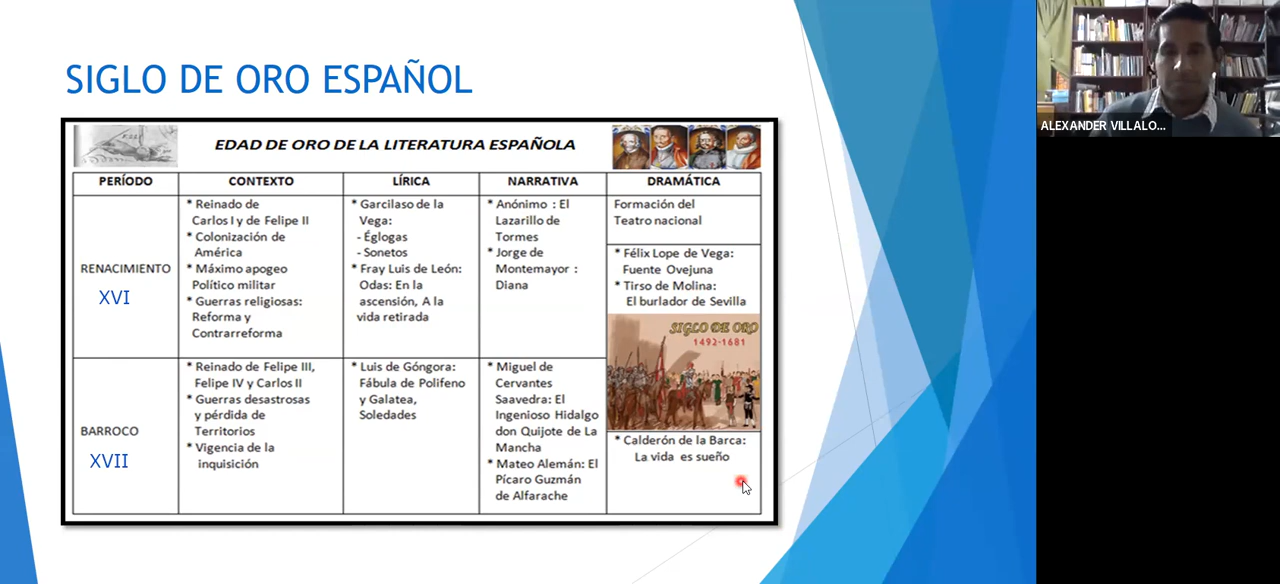 SIGLO DE ORO ESPAÑOL
EDAD DE ORO DE LA LITERATURA ESPAÑOLA
PERÍODO
CONTEXTO
LÍRICA
NARRATIVA
DRAMÁTICA
RENACIMIENTO
XVI
* Reinado de
Carlos I y de Felipe II
* Colonización de
América
* Máximo apogeo
Político militar
* Guerras religiosas:
Reforma y
Contrarreforma
* Garcilaso de la
Vega:
- Églogas
- Sonetos
* Fray Luis de León:
Odas: En la
ascensión, A la
vida retirada
* Anónimo : El
Lazarillo de
Tormes
* Jorge de
Montemayor :
Diana
Formación del
Teatro nacional
* Félix Lope de Vega:
Fuente Ovejuna
* Tirso de Molina:
El burlador de Sevilla
SIGLO DE ORO
1492-1681
BARROCO
XVII
* Reinado de Felipe III,
Felipe IV y Carlos II
* Guerras desastrosas
y pérdida de
Territorios
* Vigencia de la
inquisición
* Luis de Góngora:
Fábula de Polifeno
y Galatea,
Soledades
* Miguel de
Cervantes
Saavedra: El
Ingenioso Hidalgo
don Quijote de La
Mancha
* Mateo Alemán: El
Pícaro Guzmán
de Alfarache
* Calderón de la Barca:
La vida es sueño
ALEXANDER VILLALO...